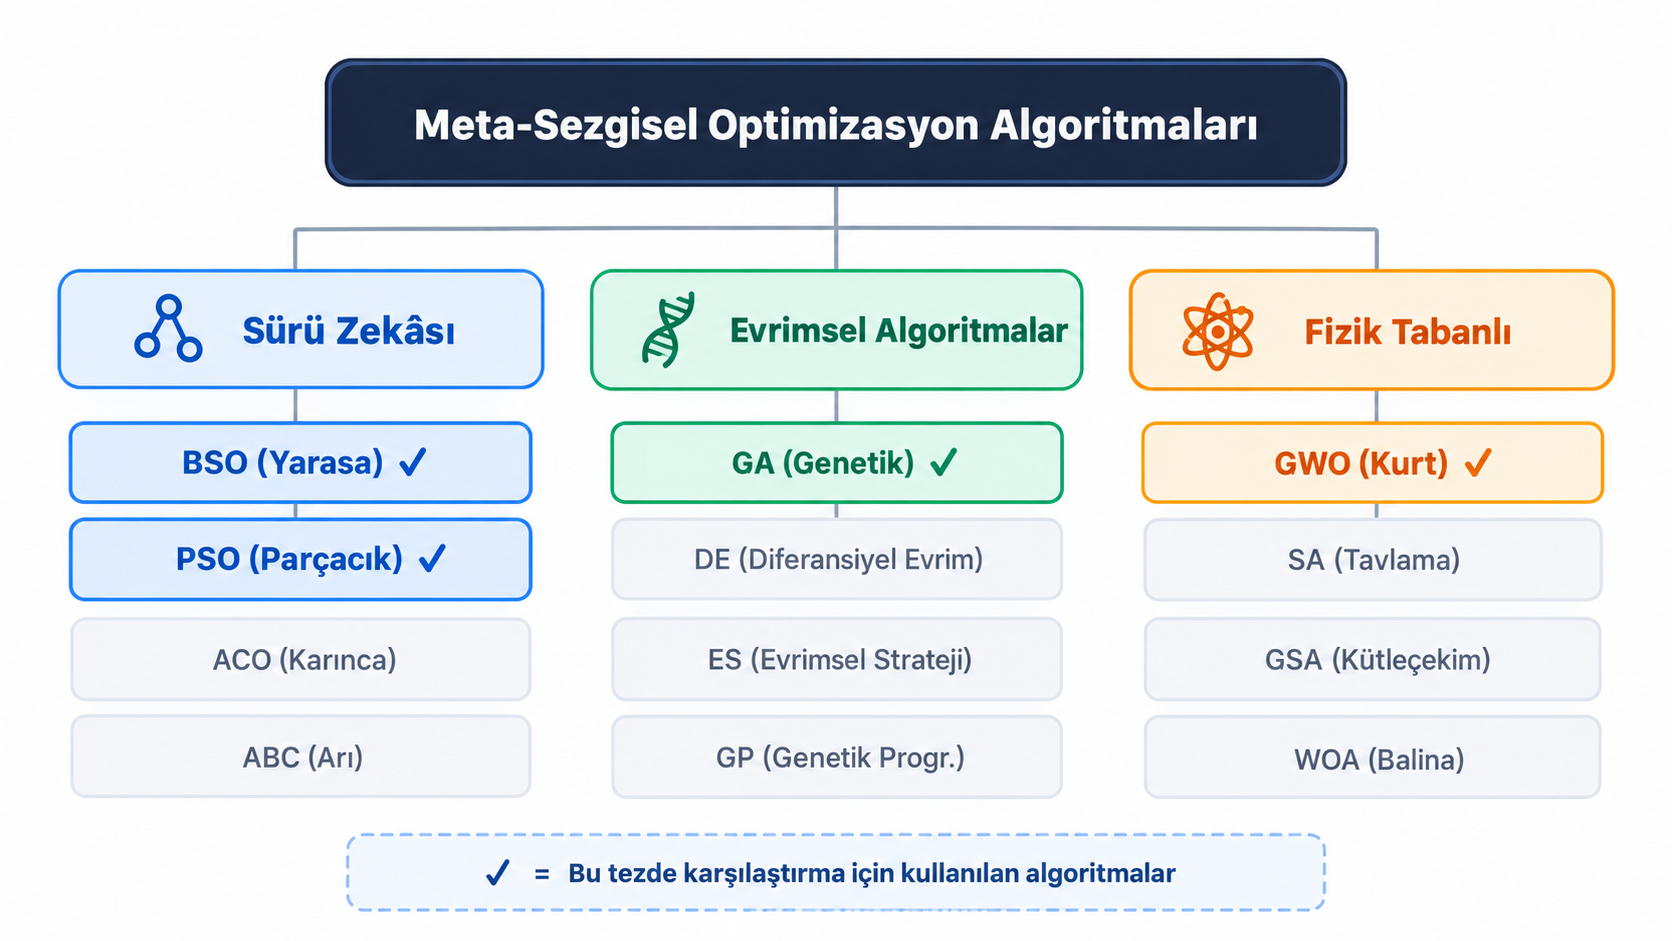 Meta-Sezgisel Optimizasyon Algoritmaları
Sürü Zekâsı
Evrimsel Algoritmalar
Fizik Tabanlı
BSO (Yarasa) ✓
GA (Genetik) ✓
GWO (Kurt) ✓
PSO (Parçacık) ✓
DE (Diferansiyel Evrim)
SA (Tavlama)
ACO (Karınca)
ES (Evrimsel Strateji)
GSA (Kütleçekim)
ABC (Arı)
GP (Genetik Progr.)
WOA (Balina)
✓ = Bu tezde karşılaştırma için kullanılan algoritmalar